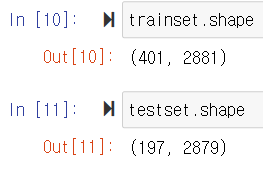 In [10]: trainset.shape
Out[10]: (401, 2881)
In [11]: testset.shape
Out[11]: (197, 2879)